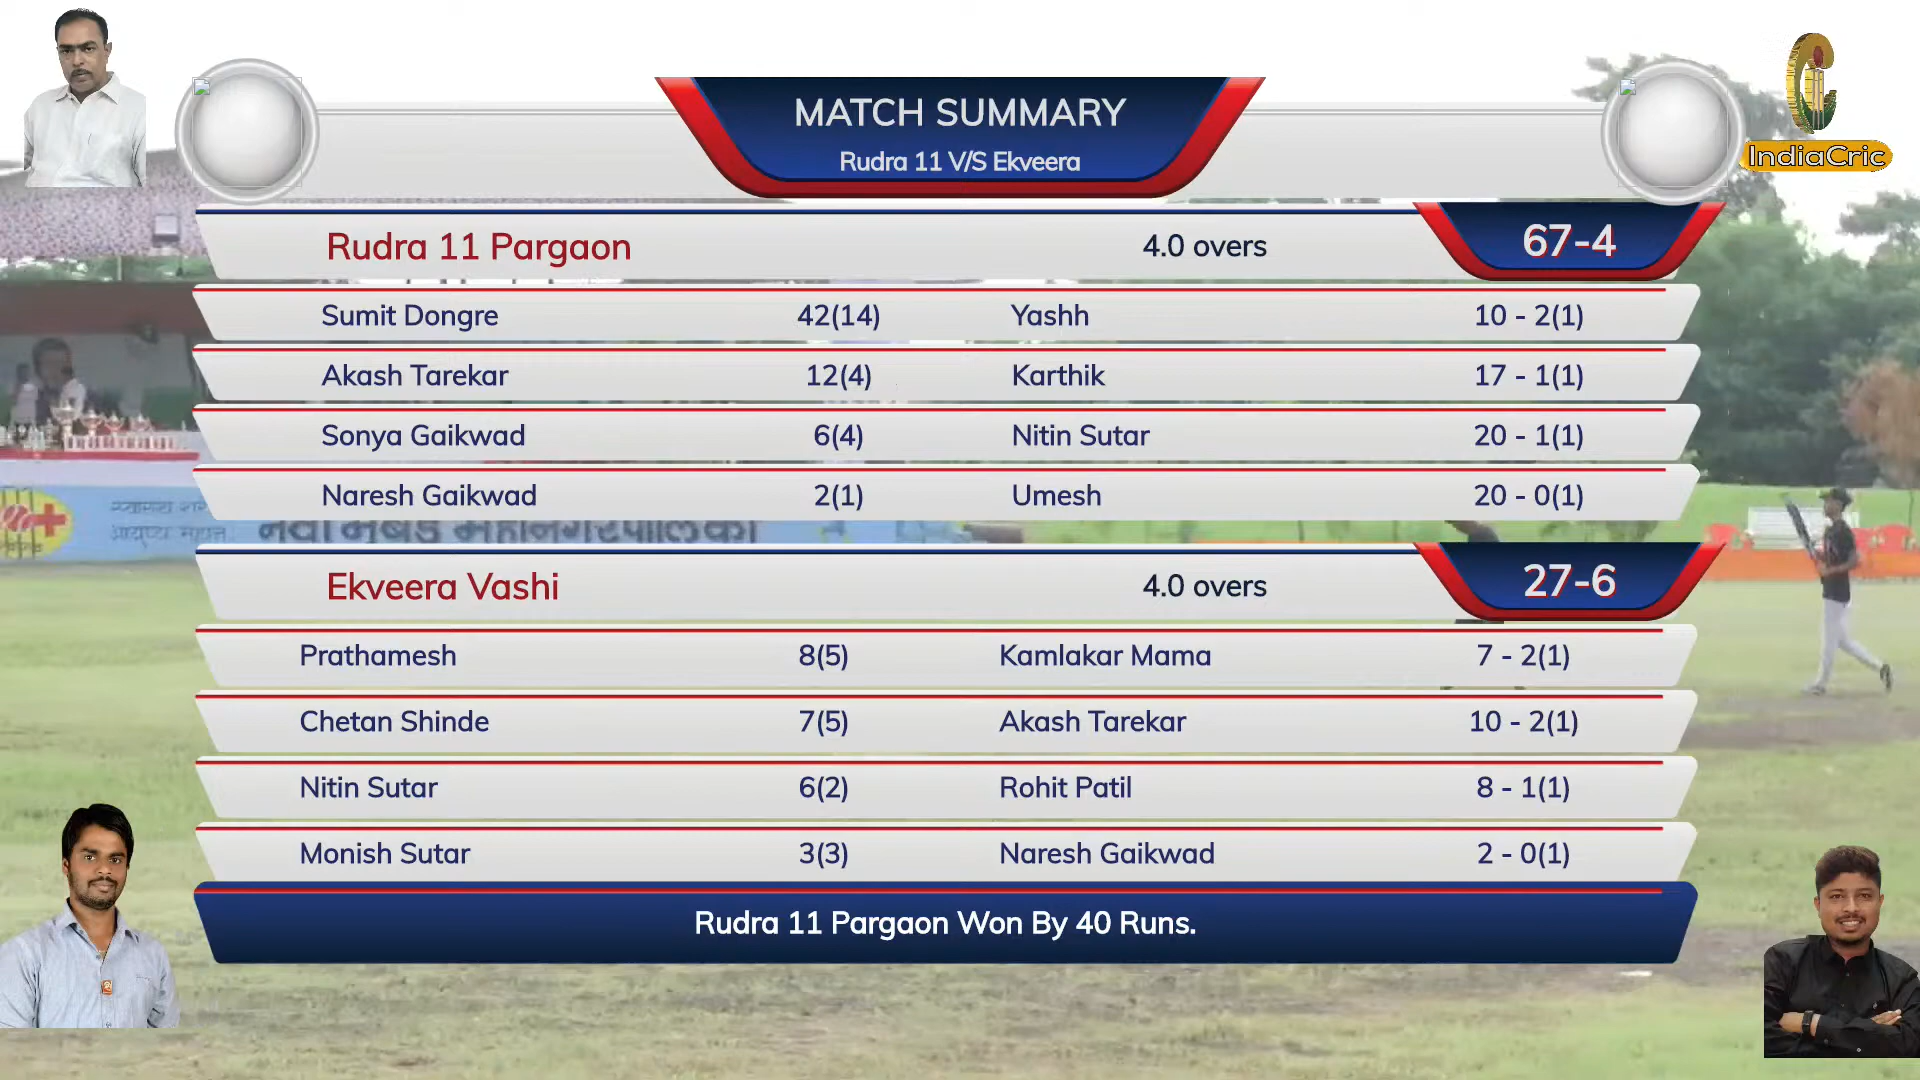 MATCH SUMMARY
Rudra 11 V/S Ekveera
IndiaCric
Rudra 11 Pargaon 4.0 overs 67-4
Sumit Dongre 42(14) Yashh 10 - 2(1)
Akash Tarekar 12(4) Karthik 17 - 1(1)
Sonya Gaikwad 6(4) Nitin Sutar 20 - 1(1)
Naresh Gaikwad 2(1) Umesh 20 - 0(1)
नवी मुंबई महानगरपालिका
Ekveera Vashi 4.0 overs 27-6
Prathamesh 8(5) Kamlakar Mama 7 - 2(1)
Chetan Shinde 7(5) Akash Tarekar 10 - 2(1)
Nitin Sutar 6(2) Rohit Patil 8 - 1(1)
Monish Sutar 3(3) Naresh Gaikwad 2 - 0(1)
Rudra 11 Pargaon Won By 40 Runs.